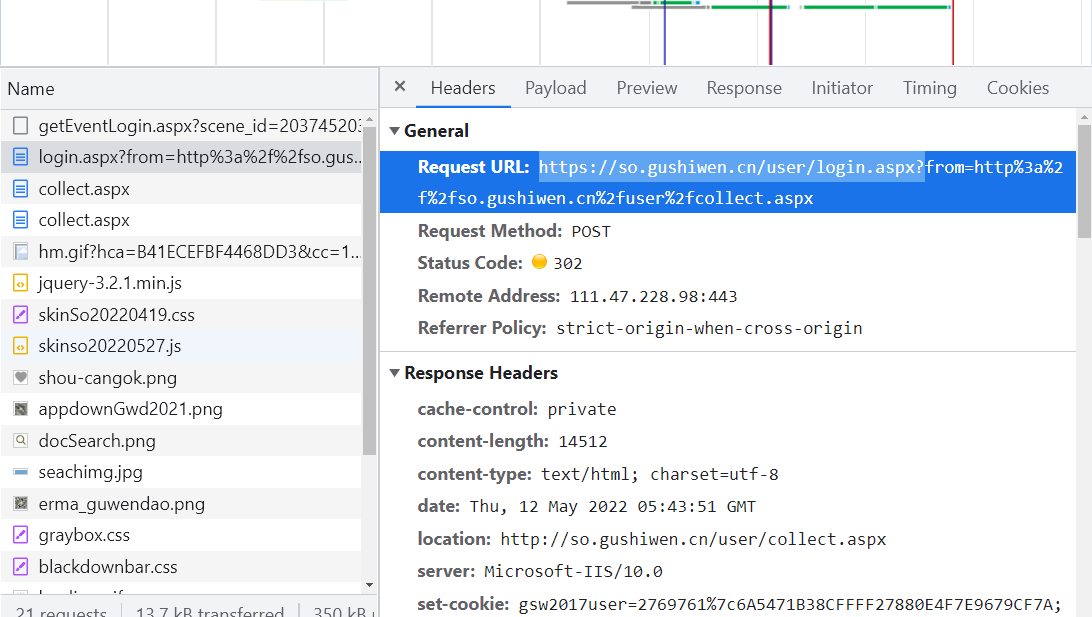 Name
getEventLogin.aspx?scene_id=203745203
login.aspx?from=http%3a%2f%2fso.gus...
collect.aspx
collect.aspx
hm.gif?hca=B41ECEFBF4468DD3&cc=1...
jquery-3.2.1.min.js
skinSo20220419.css
skinso20220527.js
shou-cangok.png
appdownGwd2021.png
docSearch.png
seachimg.jpg
erma_guwendao.png
graybox.css
blackdownbar.css
21 requests
13.7 kB transferred
350 kB
× Headers Payload Preview Response Initiator Timing Cookies
General
Request URL: https://so.gushiwen.cn/user/login.aspx?from=http%3a%2
f%2fso.gushiwen.cn%2fuser%2fcollect.aspx
Request Method: POST
Status Code: 302
Remote Address: 111.47.228.98:443
Referrer Policy: strict-origin-when-cross-origin
Response Headers
cache-control: private
content-length: 14512
content-type: text/html; charset=utf-8
date: Thu, 12 May 2022 05:43:51 GMT
location: http://so.gushiwen.cn/user/collect.aspx
server: Microsoft-IIS/10.0
set-cookie: gsw2017user=2769761%7c6A5471B38CFFFF27880E4F7E9679CF7A;